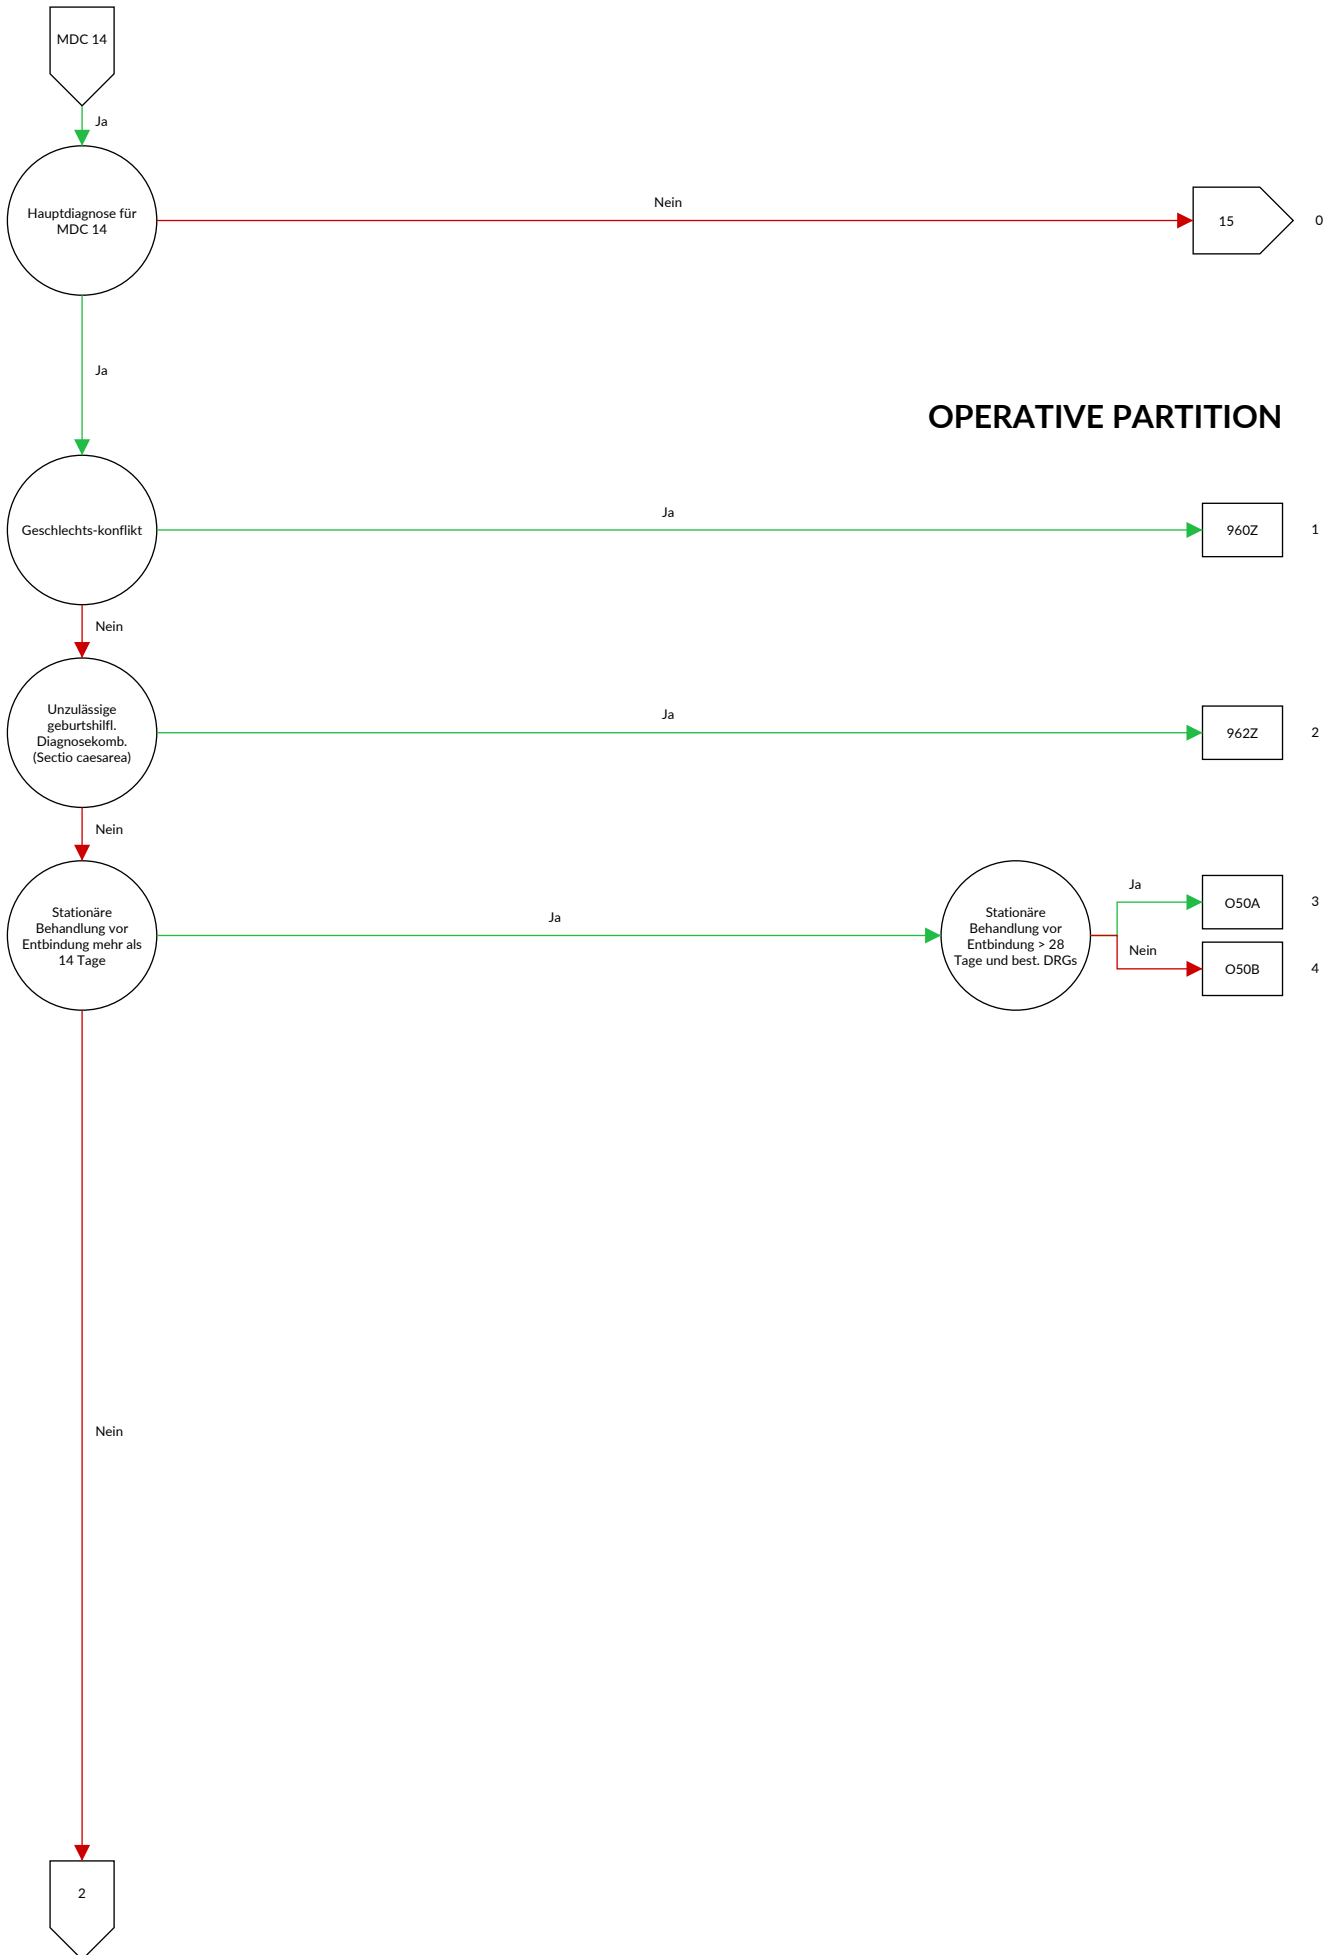 MDC 14
Ja
Hauptdiagnose für
MDC 14
Nein
15
0
Ja
OPERATIVE PARTITION
Geschlechts-konflikt
Ja
960Z
1
Nein
Unzulässige
geburtshilfl.
Diagnosekomb.
(Sectio caesarea)
Ja
962Z
2
Nein
Stationäre
Behandlung vor
Entbindung mehr als
14 Tage
Ja
Stationäre
Behandlung vor
Entbindung > 28
Tage und best. DRGs
Ja
O50A
3
Nein
O50B
4
Nein
2